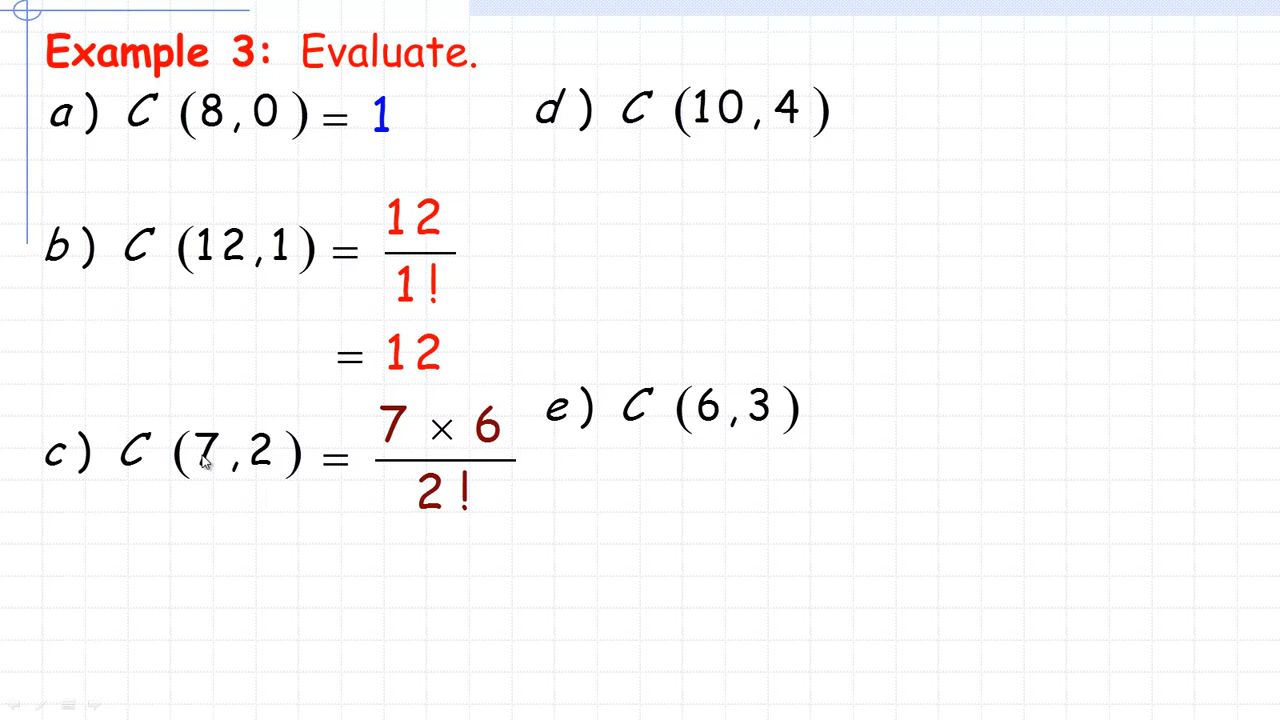 Example 3: Evaluate.
a) C (8,0) = 1
b) C (12,1) = 12 / 1!
= 12
c) C (7,2) = 7 × 6 / 2!
d) C (10,4)
e) C (6,3)